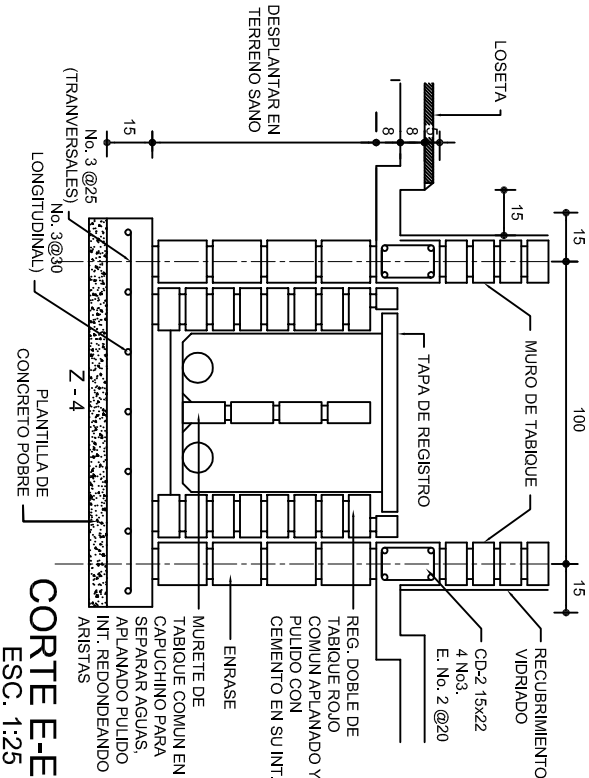 LOSETA
DESPLANTAR EN
TERRENO SANO
15
8
8
5
15
15
100
15
No. 3 @25
(TRANVERSALES)
No. 3@30
LONGITUDINAL)
MURO DE TABIQUE
TAPA DE REGISTRO
RECUBRIMIENTO
VIDRIADO
CD-2 15x22
4 No3.
E. No. 2 @20
REG. DOBLE DE
TABIQUE ROJO
COMUN APLANADO Y
PULIDO CON
CEMENTO EN SU INT.
ENRASE
MURETE DE
TABIQUE COMUN EN
CAPUCHINO PARA
SEPARAR AGUAS,
APLANADO PULIDO
INT. REDONDEANDO
ARISTAS
Z - 4
PLANTILLA DE
CONCRETO POBRE
CORTE E-E
ESC. 1:25